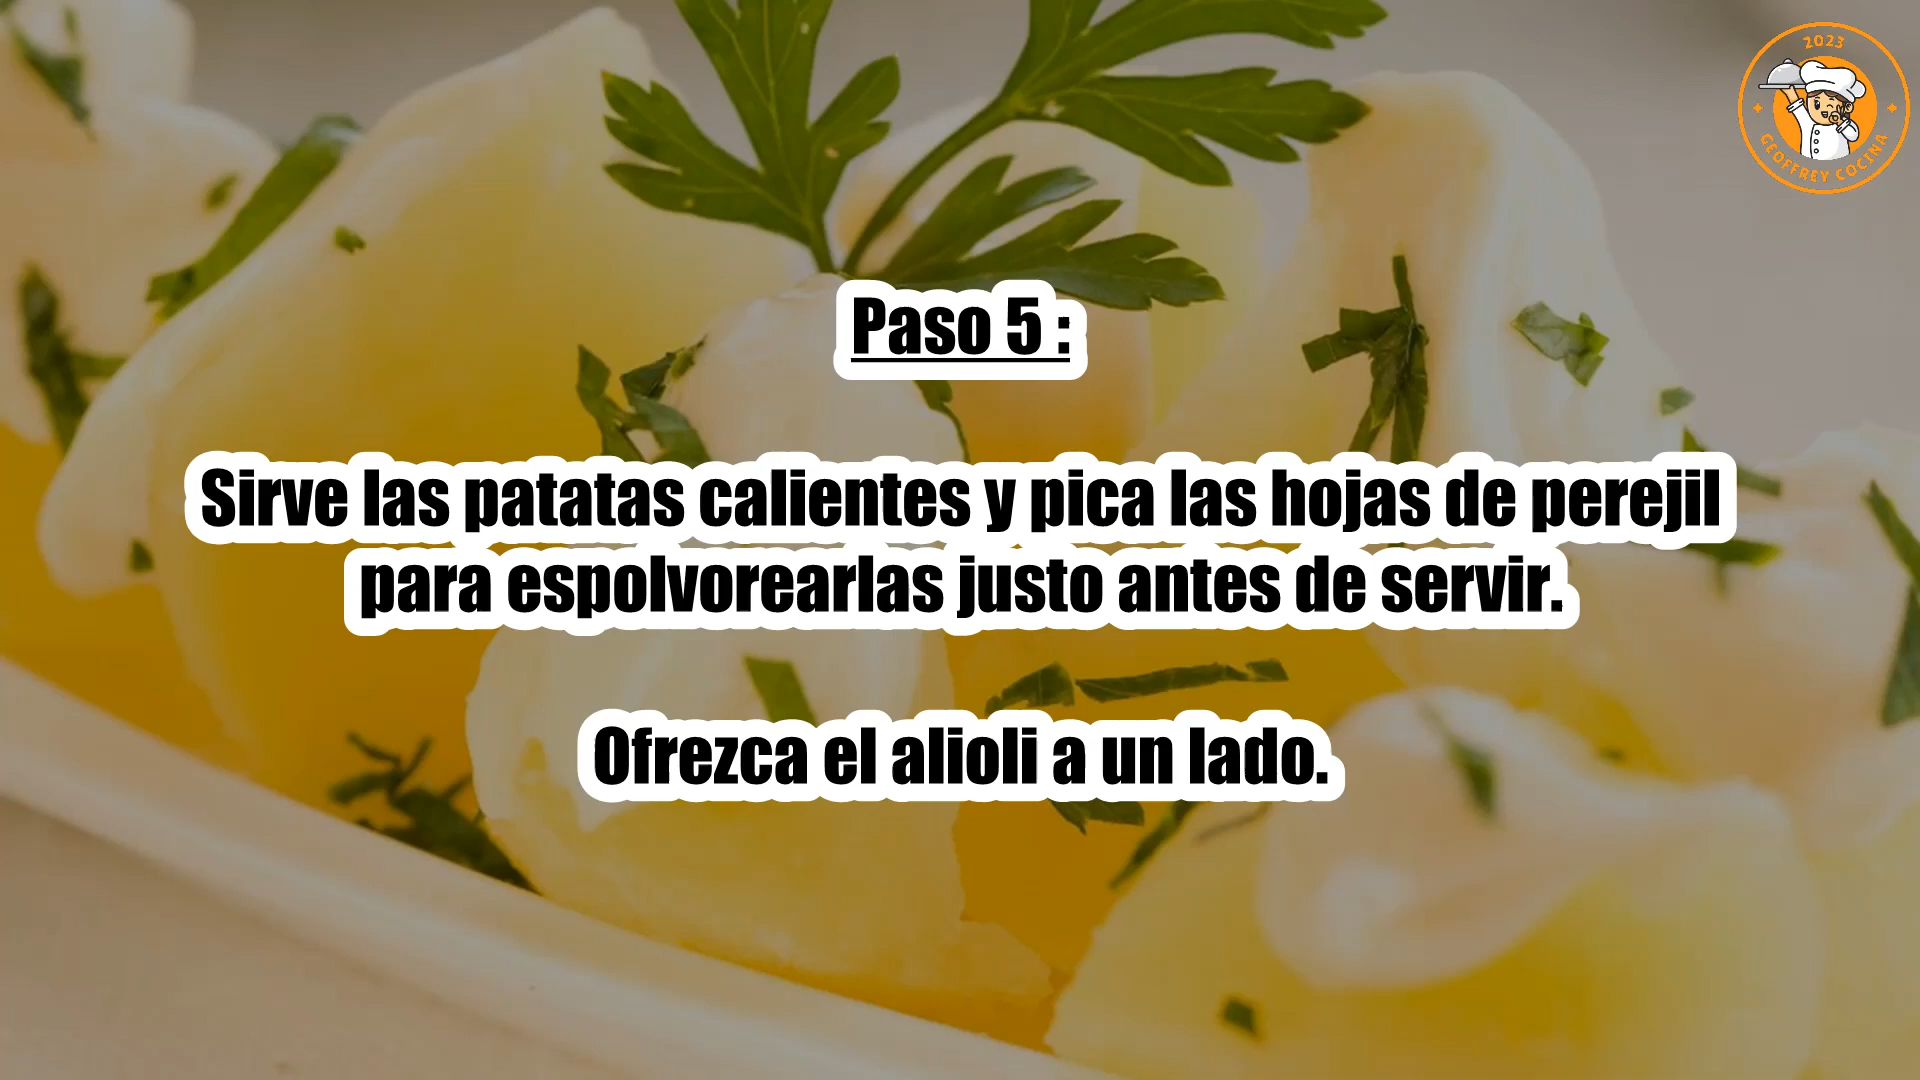 2023
GEOFFREY COCINA
Paso 5 :
Sirve las patatas calientes y pica las hojas de perejil
para espolvorearlas justo antes de servir.
Ofrezca el alioli a un lado.